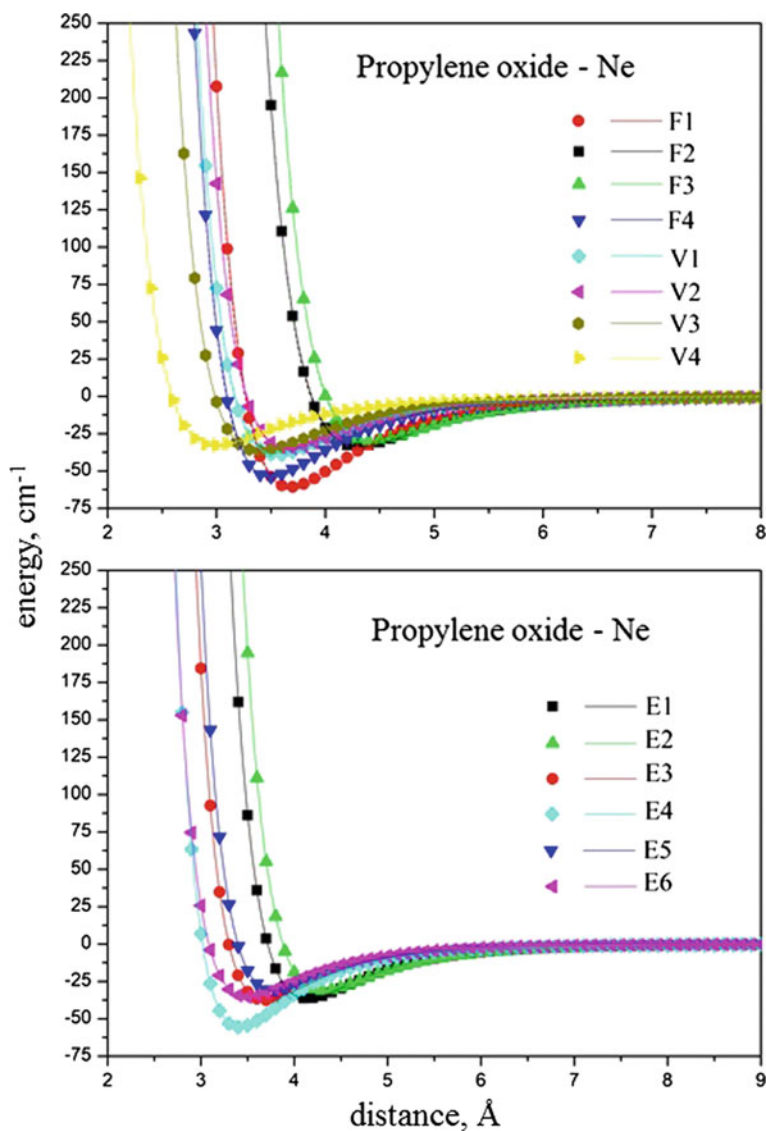 Propylene oxide - Ne
F1
F2
F3
F4
V1
V2
V3
V4
250
225
200
175
150
125
100
75
50
25
0
-25
-50
-75
2 3 4 5 6 7 8
energy, cm-1
Propylene oxide - Ne
E1
E2
E3
E4
E5
E6
250
225
200
175
150
125
100
75
50
25
0
-25
-50
-75
2 3 4 5 6 7 8 9
distance, Å